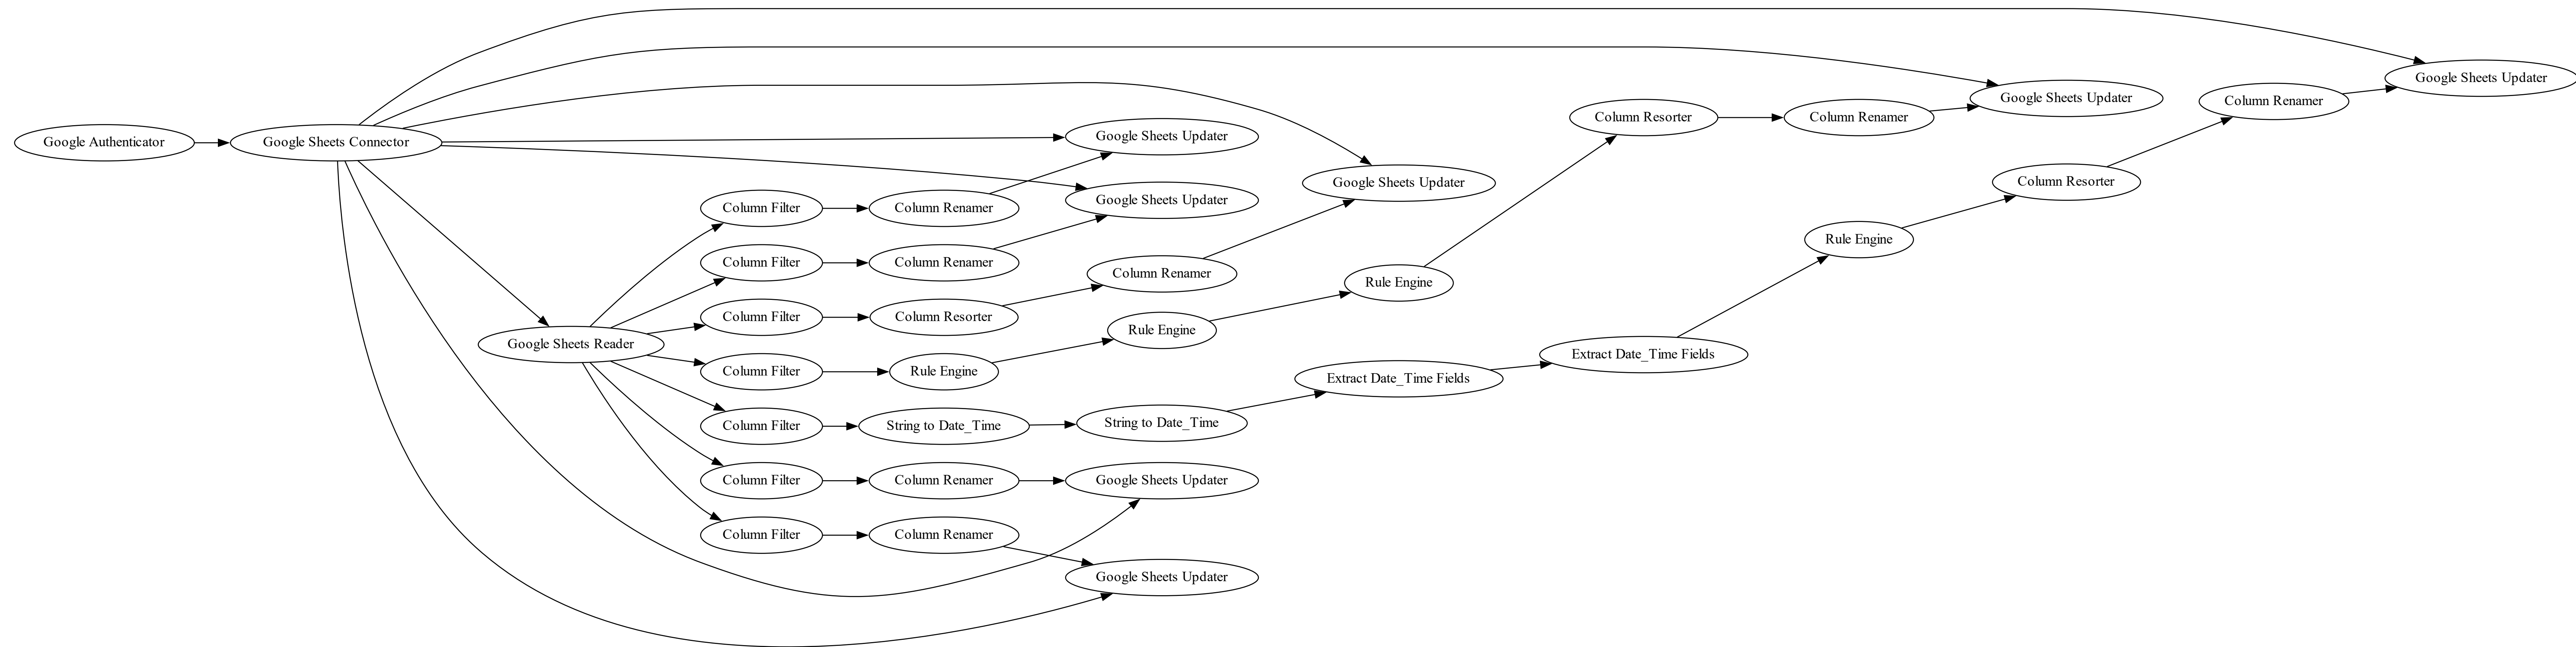 Google Authenticator
Google Sheets Connector
Google Sheets Reader
Column Filter
Column Renamer
Google Sheets Updater
Column Filter
Column Renamer
Google Sheets Updater
Column Filter
Column Resorter
Column Renamer
Google Sheets Updater
Column Filter
Rule Engine
Rule Engine
Rule Engine
Column Resorter
Column Renamer
Google Sheets Updater
Column Filter
String to Date_Time
String to Date_Time
Extract Date_Time Fields
Extract Date_Time Fields
Rule Engine
Column Resorter
Column Renamer
Google Sheets Updater
Column Filter
Column Renamer
Google Sheets Updater
Column Filter
Column Renamer
Google Sheets Updater